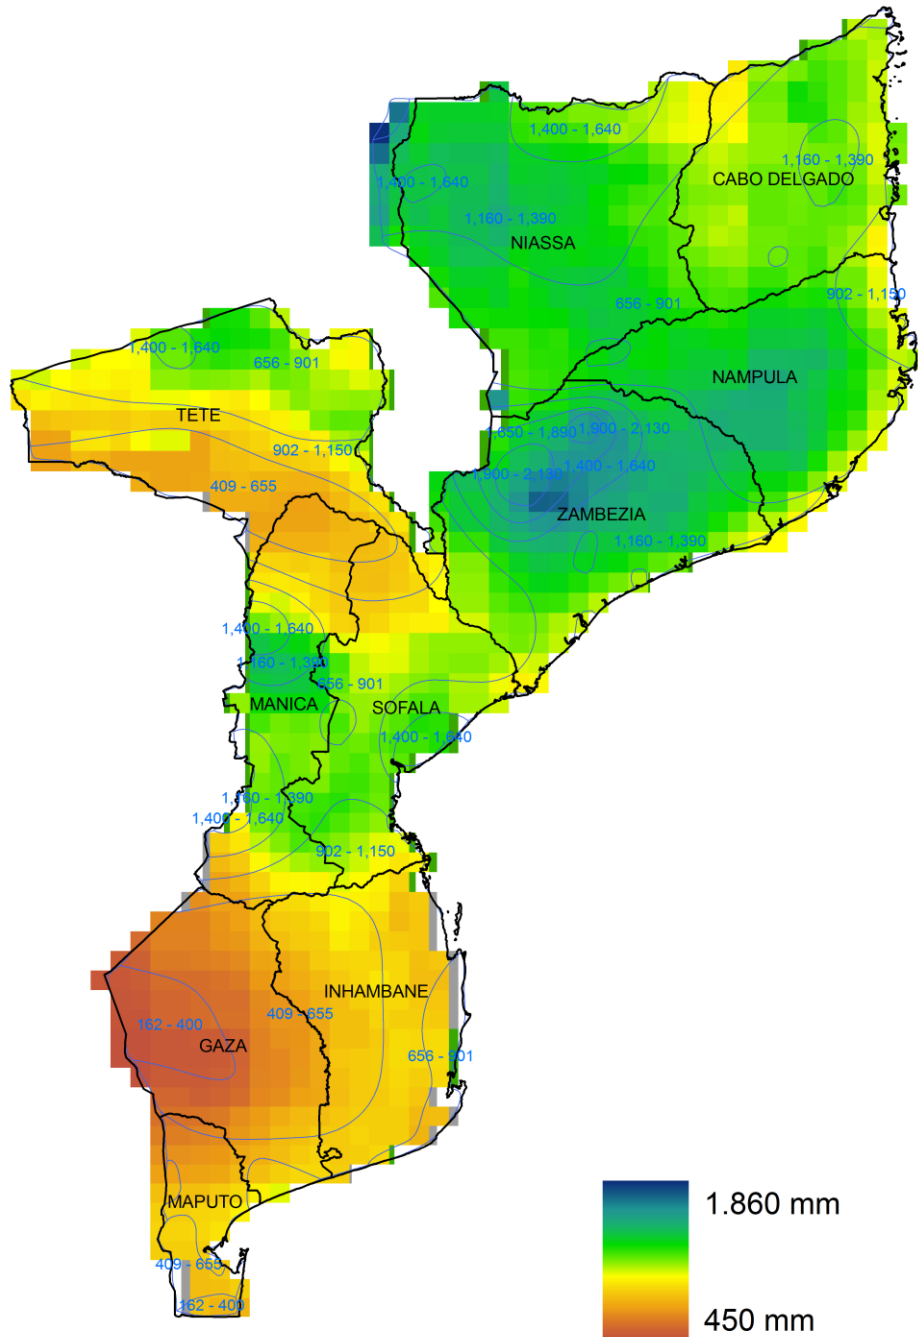 1,400 - 1,640
1,160 - 1,390
CABO DELGADO
1,400 - 1,640
1,160 - 1,390
NIASSA
902 - 1,150
656 - 901
1,400 - 1,640
656 - 901
NAMPULA
TETE
1,900 - 2,130
1,650 - 1,890
902 - 1,150
1,400 - 1,640
1,900 - 2,130
409 - 655
ZAMBEZIA
1,160 - 1,390
1,400 - 1,640
1,160 - 1,390
656 - 901
MANICA
SOFALA
1,400 - 1,640
1,160 - 1,390
1,400 - 1,640
902 - 1,150
INHAMBANE
409 - 655
162 - 400
GAZA
656 - 901
MAPUTO
409 - 655
162 - 400
1.860 mm
450 mm